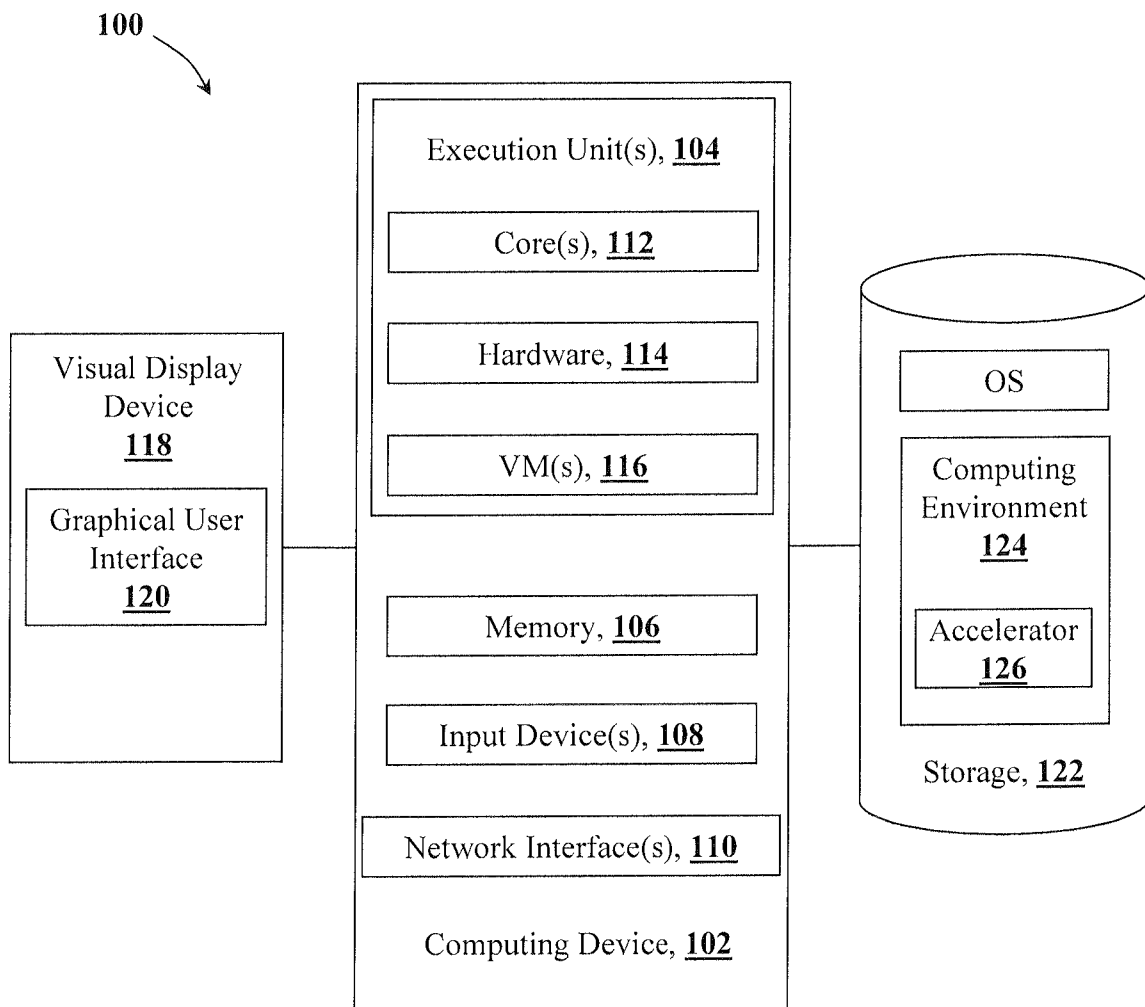 100
Execution Unit(s), 104
Core(s), 112
Hardware, 114
VM(s), 116
Memory, 106
Input Device(s), 108
Network Interface(s), 110
Computing Device, 102
Visual Display
Device
118
Graphical User
Interface
120
OS
Computing
Environment
124
Accelerator
126
Storage, 122